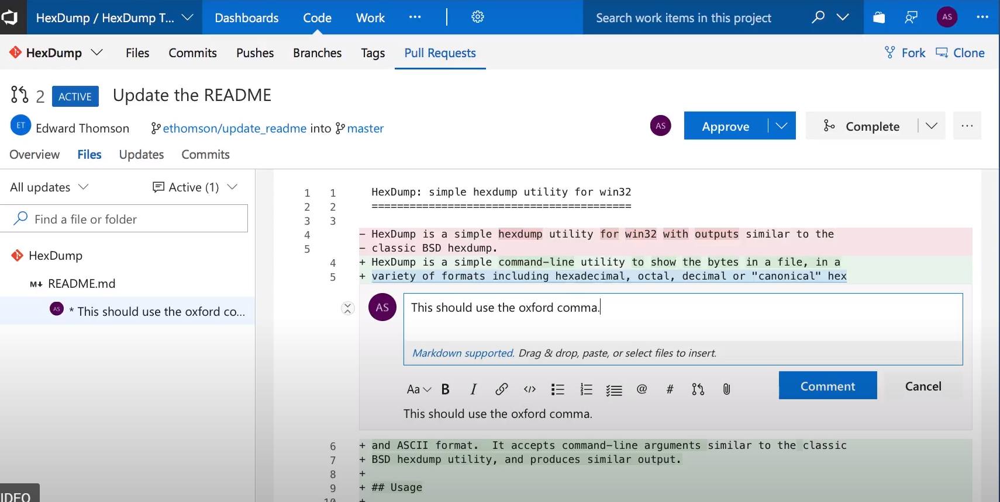 HexDump / HexDump T... Dashboards Code Work ... Search work items in this project AS ...
HexDump Files Commits Pushes Branches Tags Pull Requests Fork Clone
2 ACTIVE Update the README
ET Edward Thomson ethomson/update_readme into master AS Approve Complete ...
Overview Files Updates Commits
All updates Active (1)
Find a file or folder
HexDump
M↓ README.md
AS * This should use the oxford co...
1 1 HexDump: simple hexdump utility for win32
2 2 =========================================
3 3
4 - HexDump is a simple hexdump utility for win32 with outputs similar to the
5 - classic BSD hexdump.
4 + HexDump is a simple command-line utility to show the bytes in a file, in a
5 + variety of formats including hexadecimal, octal, decimal or "canonical" hex
AS This should use the oxford comma.
Markdown supported. Drag & drop, paste, or select files to insert.
Aa B I </> @ # Comment Cancel
This should use the oxford comma.
6 + and ASCII format.  It accepts command-line arguments similar to the classic
7 + BSD hexdump utility, and produces similar output.
8 +
9 + ## Usage
10 +